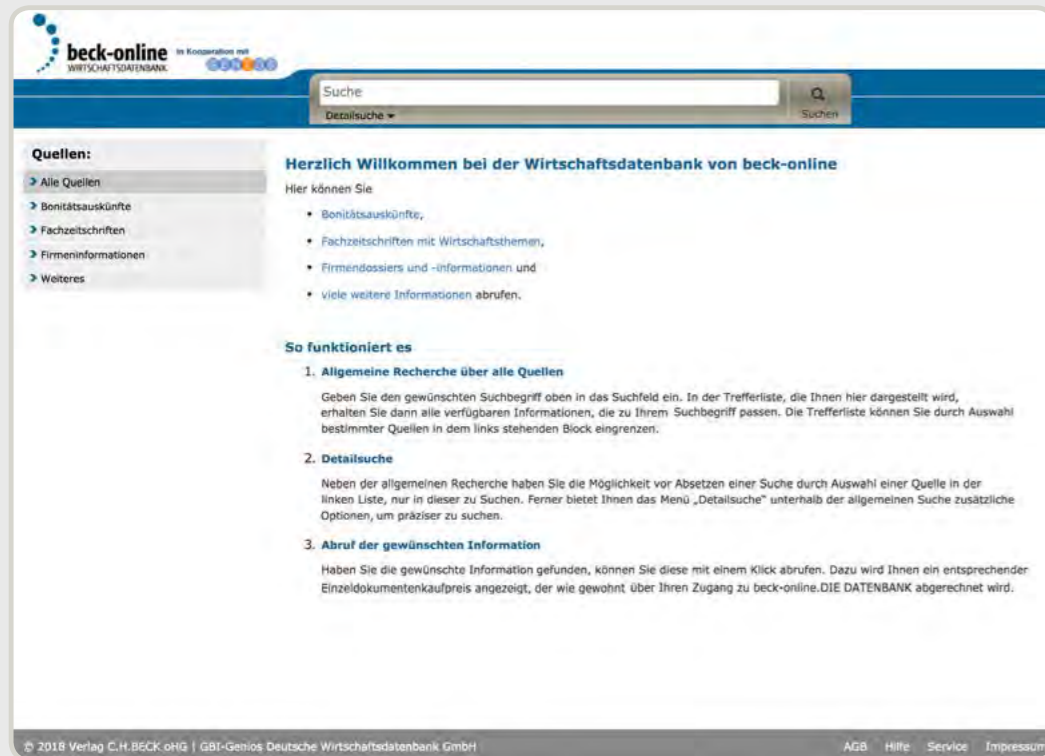 beck-online
WIRTSCHAFTSDATENBANK
in Kooperation mit
GENIOS
Suche
Detailsuche
Suchen
Quellen:
Alle Quellen
Bonitätsauskünfte
Fachzeitschriften
Firmeninformationen
Weiteres
Herzlich Willkommen bei der Wirtschaftsdatenbank von beck-online
Hier können Sie
• Bonitätsauskünfte,
• Fachzeitschriften mit Wirtschaftsthemen,
• Firmendossiers und -informationen und
• viele weitere Informationen abrufen.
So funktioniert es
1. Allgemeine Recherche über alle Quellen
Geben Sie den gewünschten Suchbegriff oben in das Suchfeld ein. In der Trefferliste, die Ihnen hier dargestellt wird,
erhalten Sie dann alle verfügbaren Informationen, die zu Ihrem Suchbegriff passen. Die Trefferliste können Sie durch Auswahl
bestimmter Quellen in dem links stehenden Block eingrenzen.
2. Detailsuche
Neben der allgemeinen Recherche haben Sie die Möglichkeit vor Absetzen einer Suche durch Auswahl einer Quelle in der
linken Liste, nur in dieser zu Suchen. Ferner bietet Ihnen das Menü „Detailsuche" unterhalb der allgemeinen Suche zusätzliche
Optionen, um präziser zu suchen.
3. Abruf der gewünschten Information
Haben Sie die gewünschte Information gefunden, können Sie diese mit einem Klick abrufen. Dazu wird Ihnen ein entsprechender
Einzeldokumentenkaufpreis angezeigt, der wie gewohnt über Ihren Zugang zu beck-online.DIE DATENBANK abgerechnet wird.
© 2018 Verlag C.H.BECK oHG | GBI-Genios Deutsche Wirtschaftsdatenbank GmbH
AGB Hilfe Service Impressum